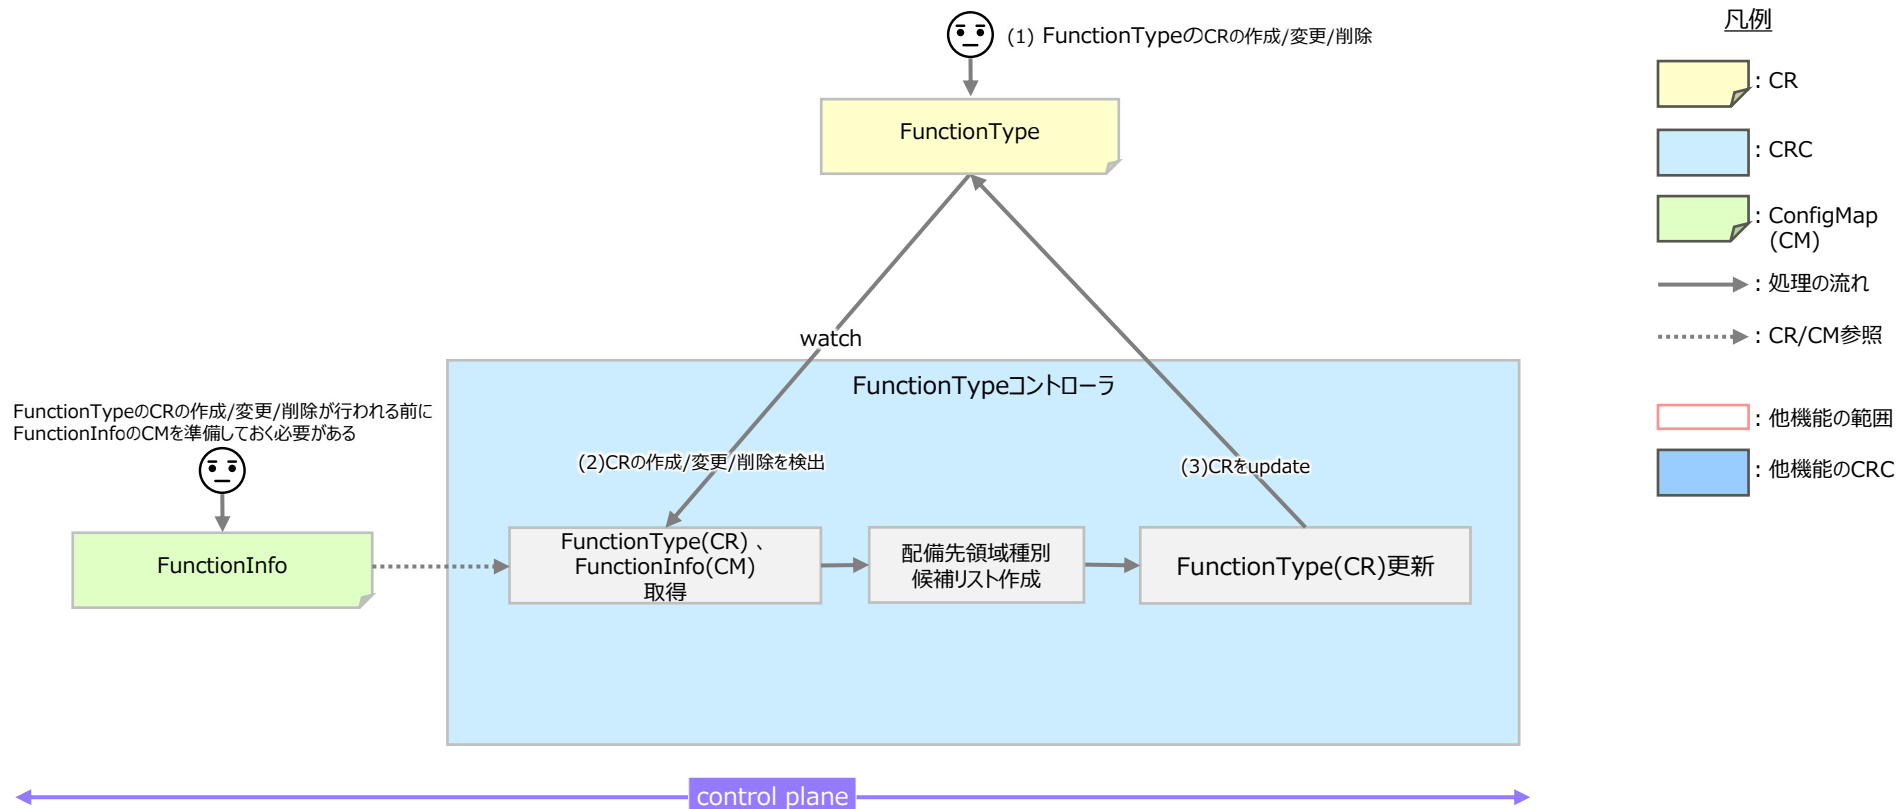 (1) FunctionTypeのCRの作成/変更/削除
FunctionType
watch
FunctionTypeコントローラ
FunctionTypeのCRの作成/変更/削除が行われる前に
FunctionInfoのCMを準備しておく必要がある
(2)CRの作成/変更/削除を検出
(3)CRをupdate
FunctionInfo
FunctionType(CR) 、
FunctionInfo(CM)
取得
配備先領域種別
候補リスト作成
FunctionType(CR)更新
control plane
凡例
: CR
: CRC
: ConfigMap
(CM)
: 処理の流れ
: CR/CM参照
: 他機能の範囲
: 他機能のCRC